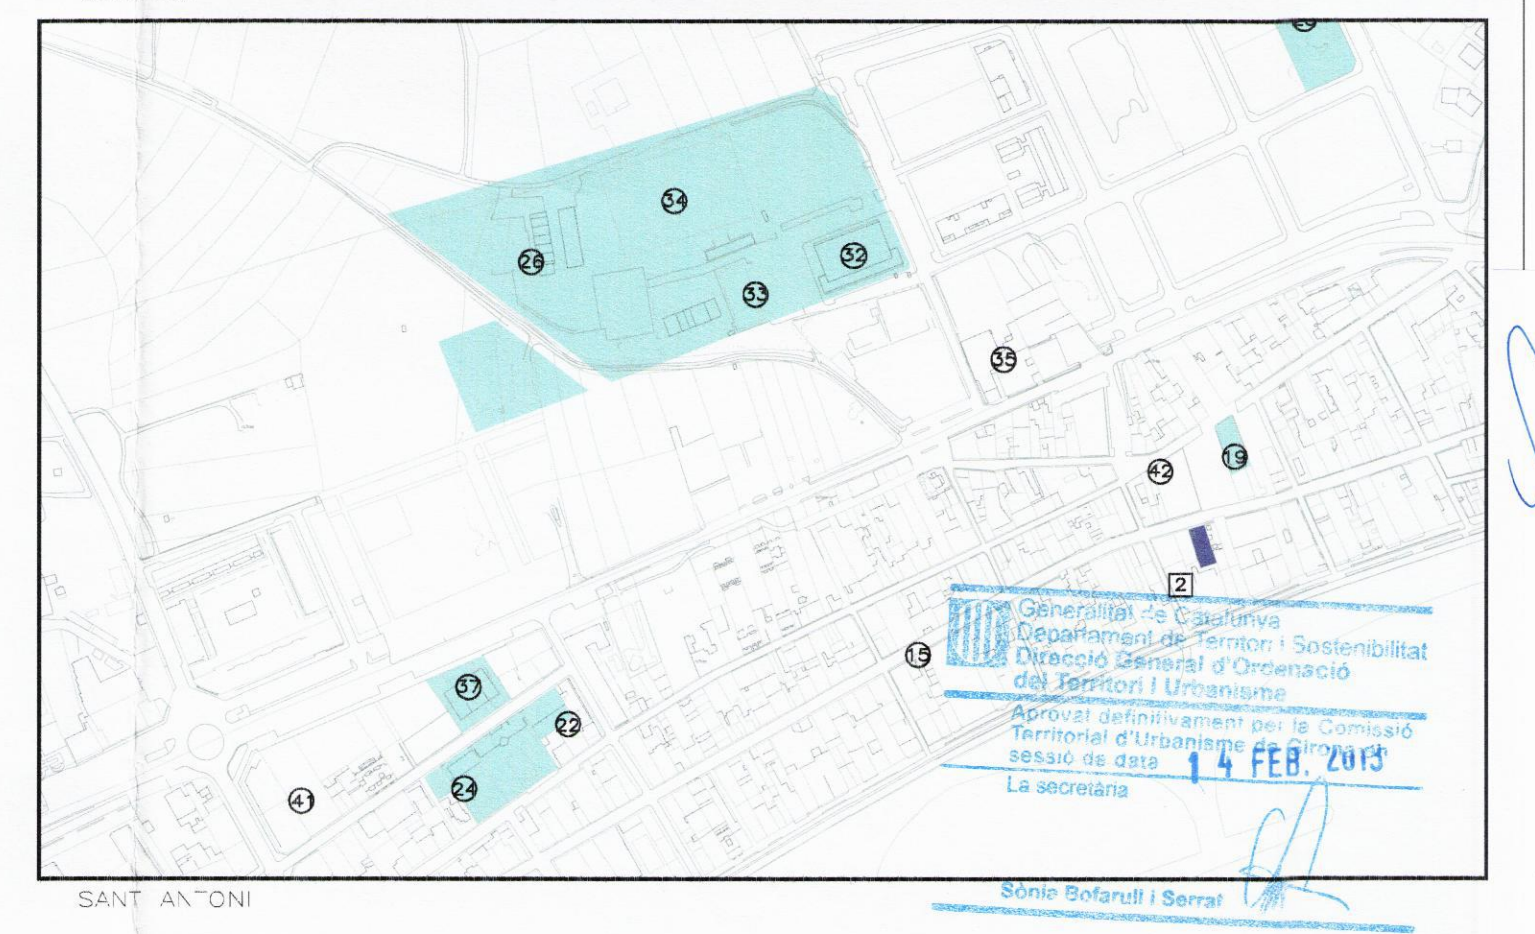 29
34
26
32
33
35
19
42
2
15
37
22
24
41
Generalitat de Catalunya
Departament de Territori i Sostenibilitat
Direcció General d'Ordenació
del Territori i Urbanisme
Aprovat definitivament per la Comissió
Territorial d'Urbanisme de Girona en
sessió de data 14 FEB. 2013
La secretària
Sònia Bofarull i Serrat
SANT ANTONI